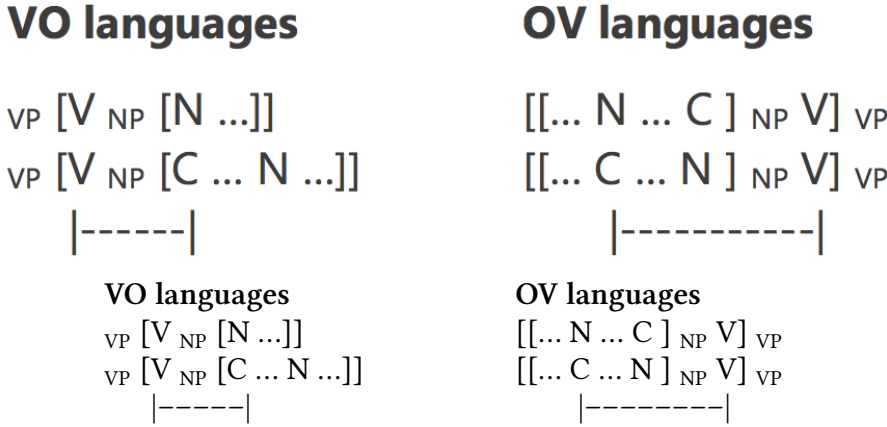 VO languages OV languages
VP [V NP [N ...]] [[... N ... C ] NP V] VP
VP [V NP [C ... N ...]] [[... C ... N ] NP V] VP
|------| |-----------|
VO languages OV languages
VP [V NP [N ...]] [[... N ... C ] NP V] VP
VP [V NP [C ... N ...]] [[... C ... N ] NP V] VP
|−−−−−| |−−−−−−−−|